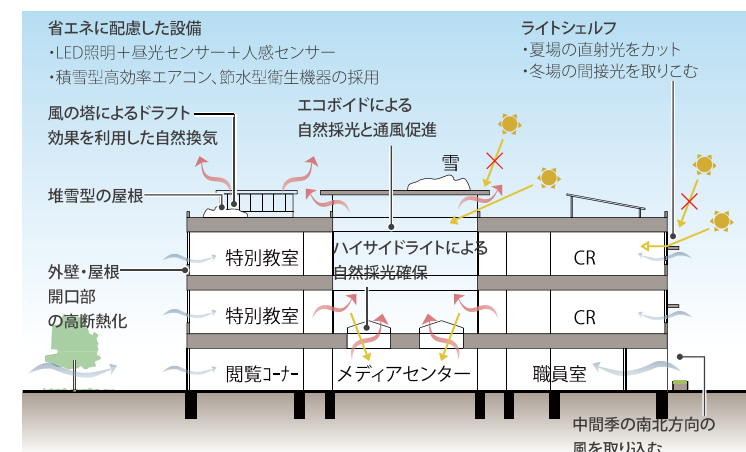 省エネに配慮した設備
・LED照明＋昼光センサー＋人感センサー
・積雪型高効率エアコン、節水型衛生機器の採用
ライトシェルフ
・夏場の直射光をカット
・冬場の間接光を取りこむ
風の塔によるドラフト
効果を利用した自然換気
エコボイドによる
自然採光と通風促進
雪
堆雪型の屋根
外壁・屋根
開口部
の高断熱化
特別教室
ハイサイドライトによる
自然採光確保
CR
特別教室
CR
閲覧コーナー
メディアセンター
職員室
中間季の南北方向の
風を取り込む